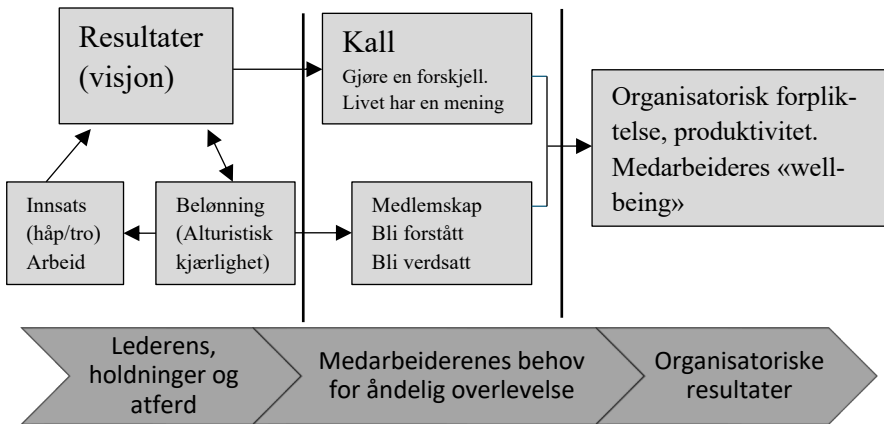 Resultater
(visjon)
Kall
Gjøre en forskjell.
Livet har en mening
Organisatorisk forplik-
telse, produktivitet.
Medarbeideres «well-
being»
Innsats
(håp/tro)
Arbeid
Belønning
(Alturistisk
kjærlighet)
Medlemskap
Bli forstått
Bli verdsatt
Lederens,
holdninger og
atferd
Medarbeiderenes behov
for åndelig overlevelse
Organisatoriske
resultater